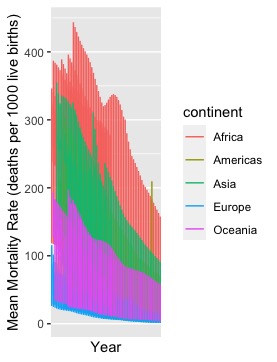 Mean Mortality Rate (deaths per 1000 live births)
400
300
200
100
0
Year
continent
Africa
Americas
Asia
Europe
Oceania